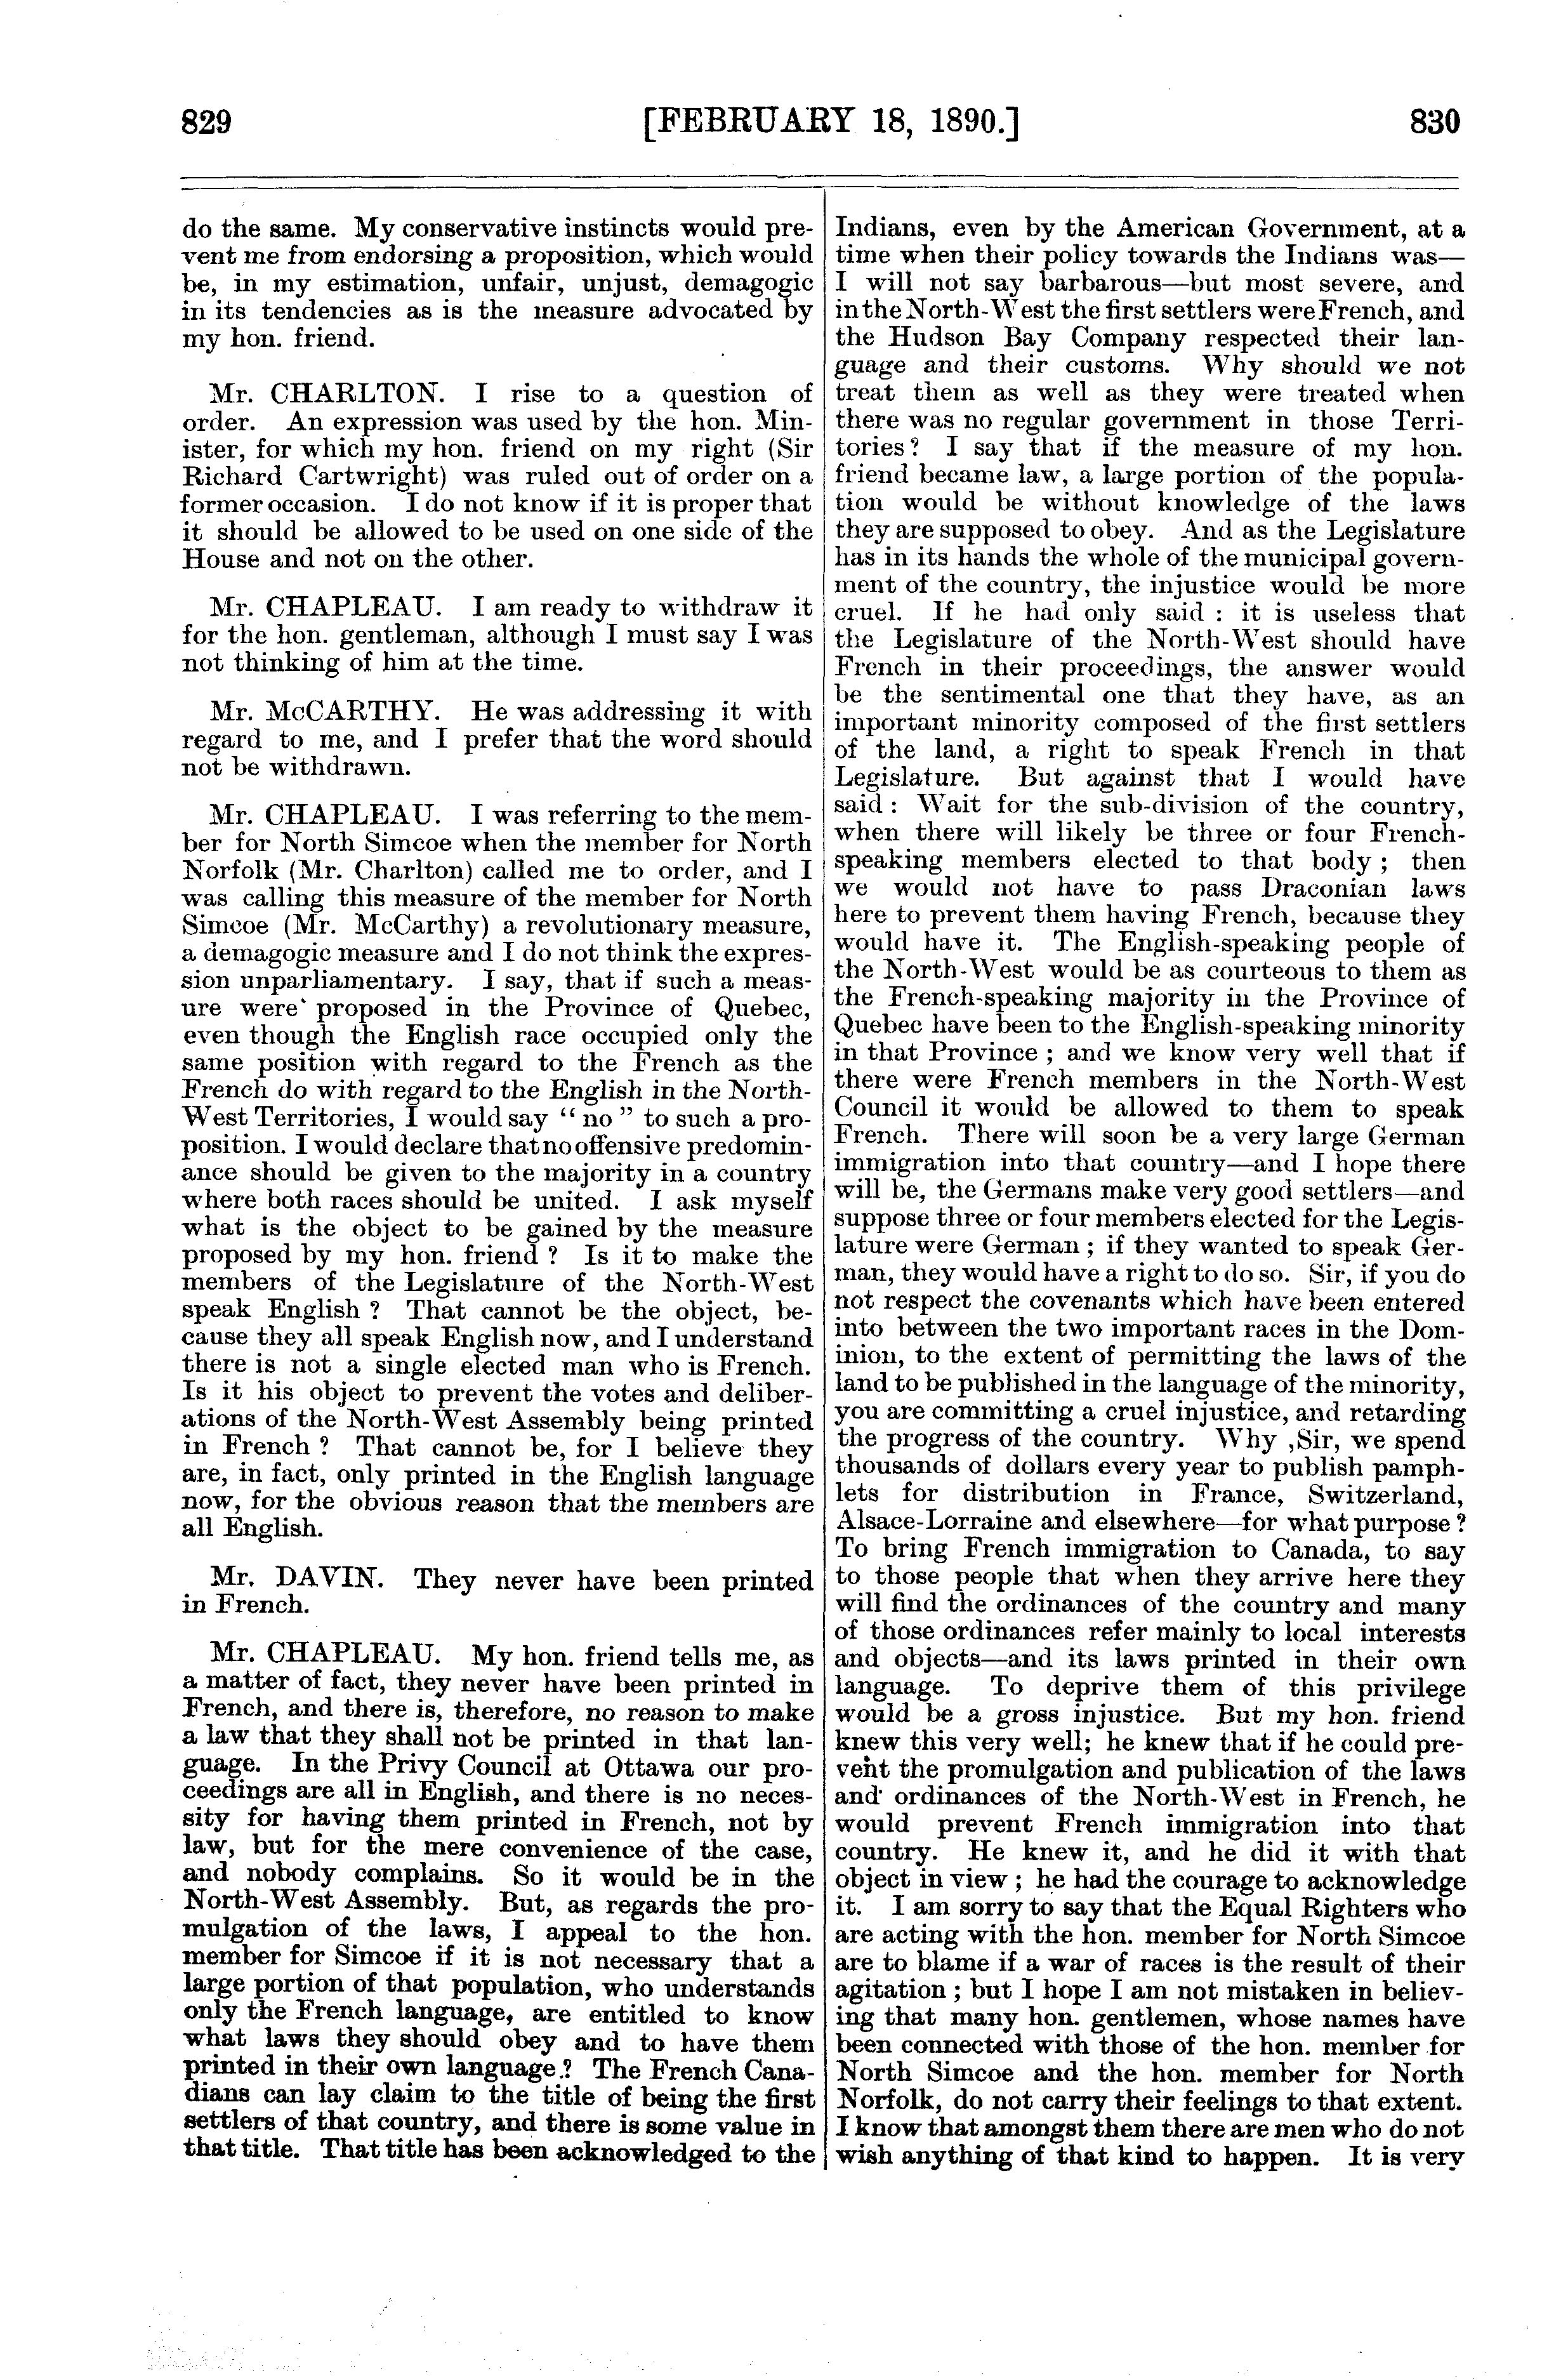 829 [FEBRUARY 18, 1890.] 830
do the same. My conservative instincts would pre-
vent me from endorsing a proposition, which would
be, in my estimation, unfair, unjust, demagogic
in its tendencies as is the measure advocated by
my hon. friend.
Mr. CHARLTON. I rise to a question of
order. An expression was used by the hon. Min-
ister, for which my hon. friend on my right (Sir
Richard Cartwright) was ruled out of order on a
former occasion. I do not know if it is proper that
it should be allowed to be used on one side of the
House and not on the other.
Mr. CHAPLEAU. I am ready to withdraw it
for the hon. gentleman, although I must say I was
not thinking of him at the time.
Mr. McCARTHY. He was addressing it with
regard to me, and I prefer that the word should
not be withdrawn.
Mr. CHAPLEAU. I was referring to the mem-
ber for North Simcoe when the member for North
Norfolk (Mr. Charlton) called me to order, and I
was calling this measure of the member for North
Simcoe (Mr. McCarthy) a revolutionary measure,
a demagogic measure and I do not think the expres-
sion unparliamentary. I say, that if such a meas-
ure were proposed in the Province of Quebec,
even though the English race occupied only the
same position with regard to the French as the
French do with regard to the English in the North-
West Territories, I would say "no" to such a pro-
position. I would declare that no offensive predomin-
ance should be given to the majority in a country
where both races should be united. I ask myself
what is the object to be gained by the measure
proposed by my hon. friend ? Is it to make the
members of the Legislature of the North-West
speak English ? That cannot be the object, be-
cause they all speak English now, and I understand
there is not a single elected man who is French.
Is it his object to prevent the votes and deliber-
ations of the North-West Assembly being printed
in French ? That cannot be, for I believe they
are, in fact, only printed in the English language
now, for the obvious reason that the members are
all English.
Mr. DAVIN. They never have been printed
in French.
Mr. CHAPLEAU. My hon. friend tells me, as
a matter of fact, they never have been printed in
French, and there is, therefore, no reason to make
a law that they shall not be printed in that lan-
guage. In the Privy Council at Ottawa our pro-
ceedings are all in English, and there is no neces-
sity for having them printed in French, not by
law, but for the mere convenience of the case,
and nobody complains. So it would be in the
North-West Assembly. But, as regards the pro-
mulgation of the laws, I appeal to the hon.
member for Simcoe if it is not necessary that a
large portion of that population, who understands
only the French language, are entitled to know
what laws they should obey and to have them
printed in their own language.? The French Cana-
dians can lay claim to the title of being the first
settlers of that country, and there is some value in
that title. That title has been acknowledged to the
Indians, even by the American Government, at a
time when their policy towards the Indians was—
I will not say barbarous—but most severe, and
in the North-West the first settlers were French, and
the Hudson Bay Company respected their lan-
guage and their customs. Why should we not
treat them as well as they were treated when
there was no regular government in those Terri-
tories ? I say that if the measure of my hon.
friend became law, a large portion of the popula-
tion would be without knowledge of the laws
they are supposed to obey. And as the Legislature
has in its hands the whole of the municipal govern-
ment of the country, the injustice would be more
cruel. If he had only said : it is useless that
the Legislature of the North-West should have
French in their proceedings, the answer would
be the sentimental one that they have, as an
important minority composed of the first settlers
of the land, a right to speak French in that
Legislature. But against that I would have
said : Wait for the sub-division of the country,
when there will likely be three or four French-
speaking members elected to that body ; then
we would not have to pass Draconian laws
here to prevent them having French, because they
would have it. The English-speaking people of
the North-West would be as courteous to them as
the French-speaking majority in the Province of
Quebec have been to the English-speaking minority
in that Province ; and we know very well that if
there were French members in the North-West
Council it would be allowed to them to speak
French. There will soon be a very large German
immigration into that country—and I hope there
will be, the Germans make very good settlers—and
suppose three or four members elected for the Legis-
lature were German ; if they wanted to speak Ger-
man, they would have a right to do so. Sir, if you do
not respect the covenants which have been entered
into between the two important races in the Dom-
inion, to the extent of permitting the laws of the
land to be published in the language of the minority,
you are committing a cruel injustice, and retarding
the progress of the country. Why ,Sir, we spend
thousands of dollars every year to publish pamph-
lets for distribution in France, Switzerland,
Alsace-Lorraine and elsewhere—for what purpose ?
To bring French immigration to Canada, to say
to those people that when they arrive here they
will find the ordinances of the country and many
of those ordinances refer mainly to local interests
and objects—and its laws printed in their own
language. To deprive them of this privilege
would be a gross injustice. But my hon. friend
knew this very well; he knew that if he could pre-
vent the promulgation and publication of the laws
and ordinances of the North-West in French, he
would prevent French immigration into that
country. He knew it, and he did it with that
object in view ; he had the courage to acknowledge
it. I am sorry to say that the Equal Righters who
are acting with the hon. member for North Simcoe
are to blame if a war of races is the result of their
agitation ; but I hope I am not mistaken in believ-
ing that many hon. gentlemen, whose names have
been connected with those of the hon. member for
North Simcoe and the hon. member for North
Norfolk, do not carry their feelings to that extent.
I know that amongst them there are men who do not
wish anything of that kind to happen. It is very